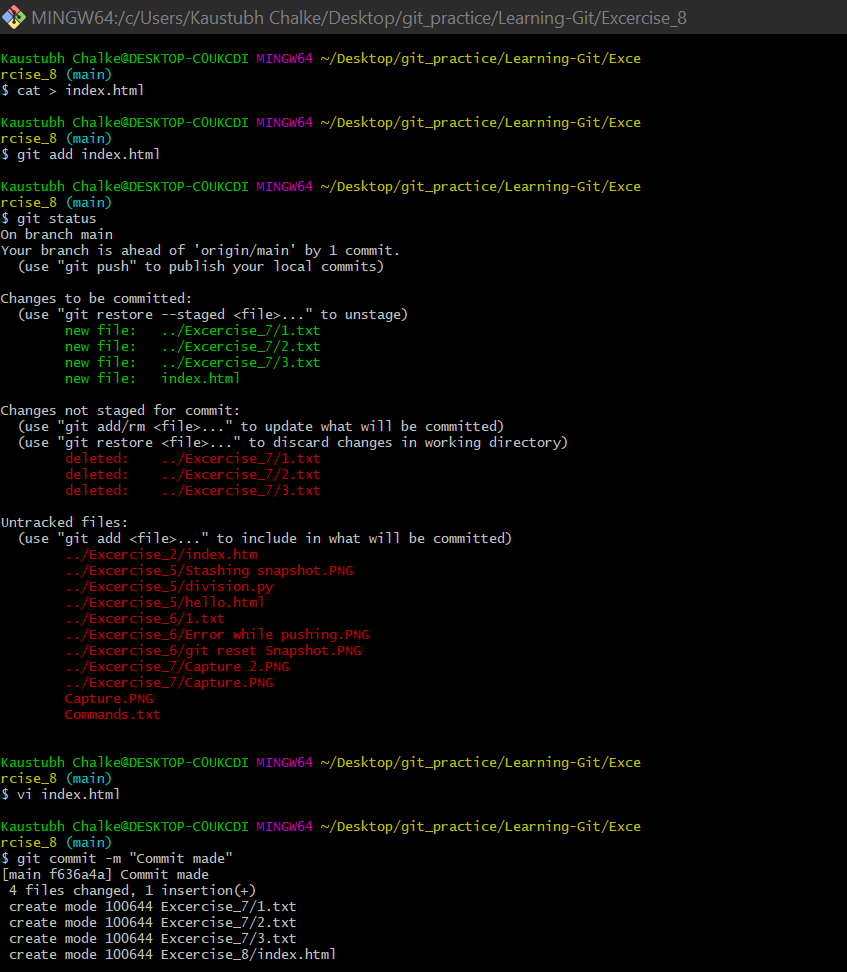 MINGW64:/c/Users/Kaustubh Chalke/Desktop/git_practice/Learning-Git/Excercise_8
Kaustubh Chalke@DESKTOP-C0UKCDI MINGW64 ~/Desktop/git_practice/Learning-Git/Exce
rcise_8 (main)
$ cat > index.html
Kaustubh Chalke@DESKTOP-C0UKCDI MINGW64 ~/Desktop/git_practice/Learning-Git/Exce
rcise_8 (main)
$ git add index.html
Kaustubh Chalke@DESKTOP-C0UKCDI MINGW64 ~/Desktop/git_practice/Learning-Git/Exce
rcise_8 (main)
$ git status
On branch main
Your branch is ahead of 'origin/main' by 1 commit.
  (use "git push" to publish your local commits)
Changes to be committed:
  (use "git restore --staged <file>..." to unstage)
        new file:   ../Excercise_7/1.txt
        new file:   ../Excercise_7/2.txt
        new file:   ../Excercise_7/3.txt
        new file:   index.html
Changes not staged for commit:
  (use "git add/rm <file>..." to update what will be committed)
  (use "git restore <file>..." to discard changes in working directory)
        deleted:    ../Excercise_7/1.txt
        deleted:    ../Excercise_7/2.txt
        deleted:    ../Excercise_7/3.txt
Untracked files:
  (use "git add <file>..." to include in what will be committed)
        ../Excercise_2/index.htm
        ../Excercise_5/Stashing snapshot.PNG
        ../Excercise_5/division.py
        ../Excercise_5/hello.html
        ../Excercise_6/1.txt
        ../Excercise_6/Error while pushing.PNG
        ../Excercise_6/git reset Snapshot.PNG
        ../Excercise_7/Capture 2.PNG
        ../Excercise_7/Capture.PNG
        Capture.PNG
        Commands.txt
Kaustubh Chalke@DESKTOP-C0UKCDI MINGW64 ~/Desktop/git_practice/Learning-Git/Exce
rcise_8 (main)
$ vi index.html
Kaustubh Chalke@DESKTOP-C0UKCDI MINGW64 ~/Desktop/git_practice/Learning-Git/Exce
rcise_8 (main)
$ git commit -m "Commit made"
[main f636a4a] Commit made
 4 files changed, 1 insertion(+)
 create mode 100644 Excercise_7/1.txt
 create mode 100644 Excercise_7/2.txt
 create mode 100644 Excercise_7/3.txt
 create mode 100644 Excercise_8/index.html